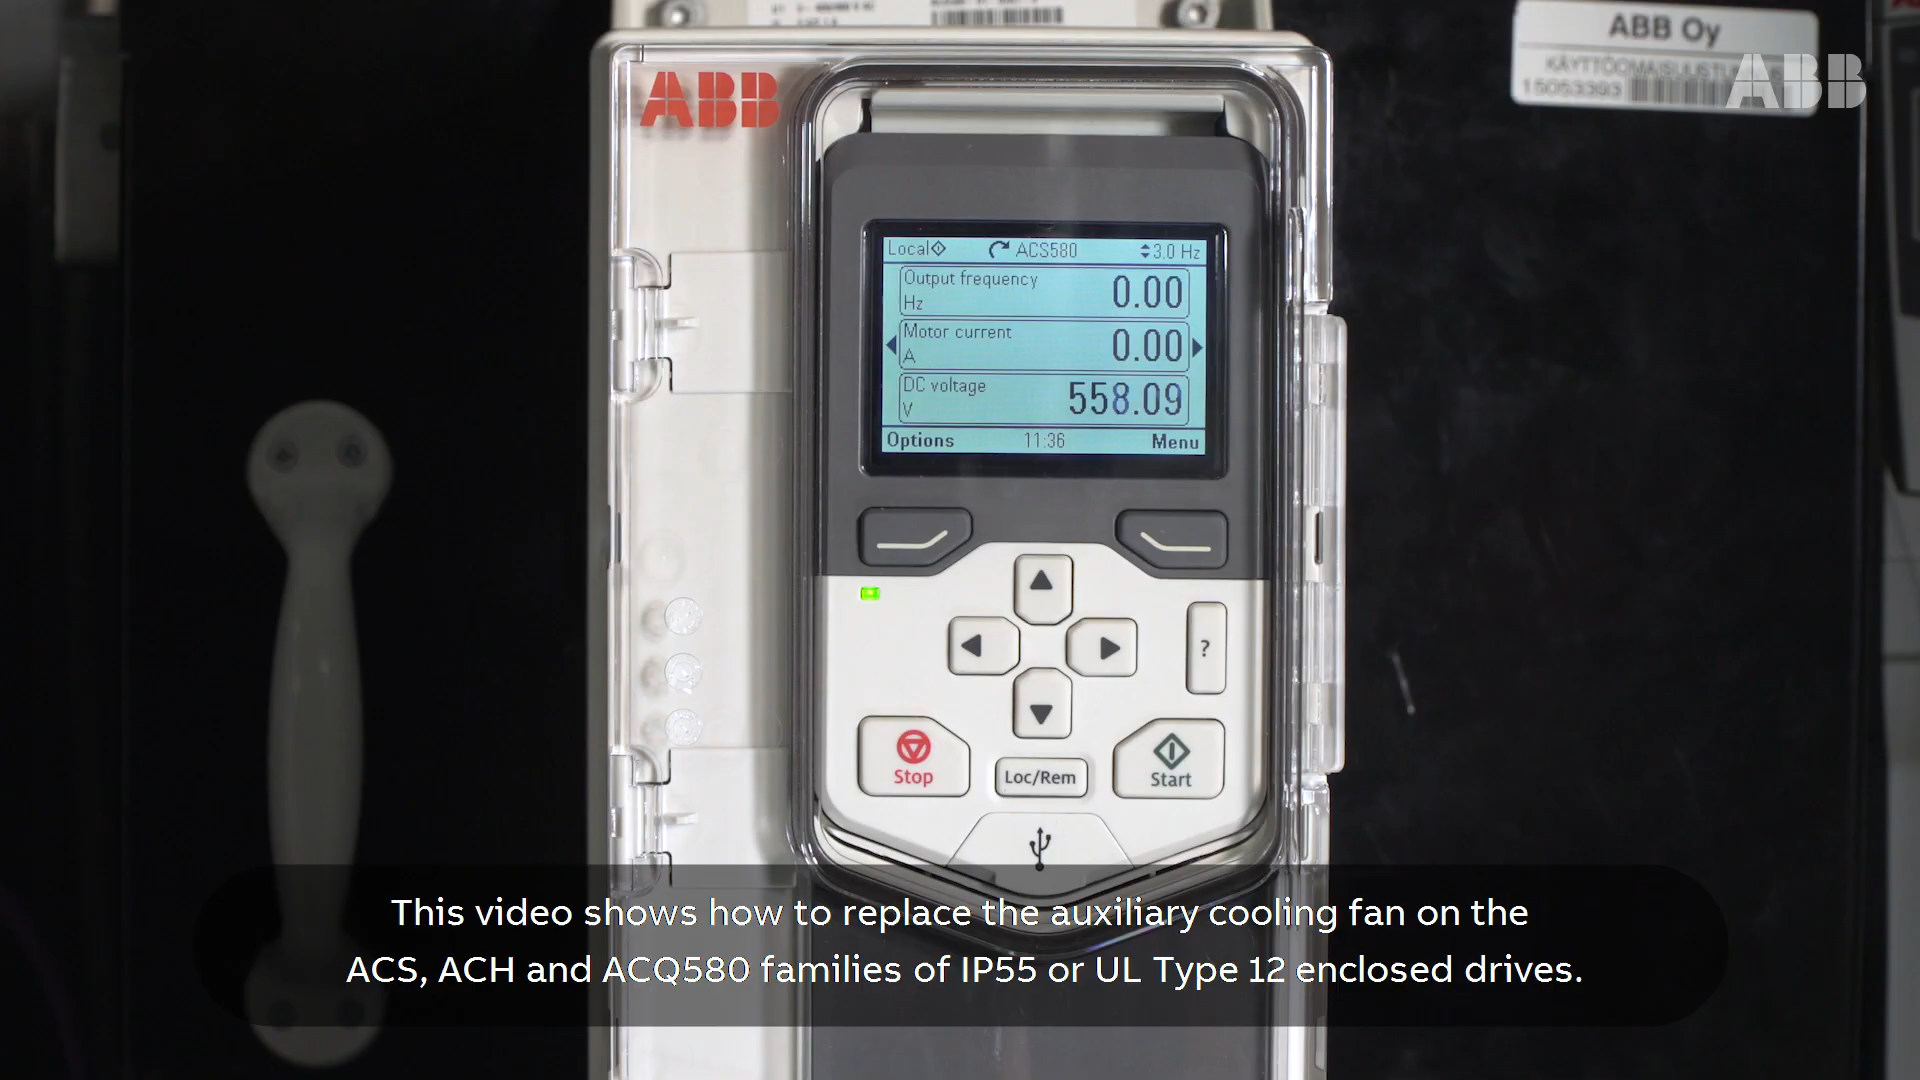 ABB Oy
ABB
15053393
ABB
Local ACS580 3.0 Hz
Output frequency
Hz 0.00
Motor current
A 0.00
DC voltage
V 558.09
Options 11:36 Menu
?
Stop Loc/Rem Start
This video shows how to replace the auxiliary cooling fan on the
ACS, ACH and ACQ580 families of IP55 or UL Type 12 enclosed drives.